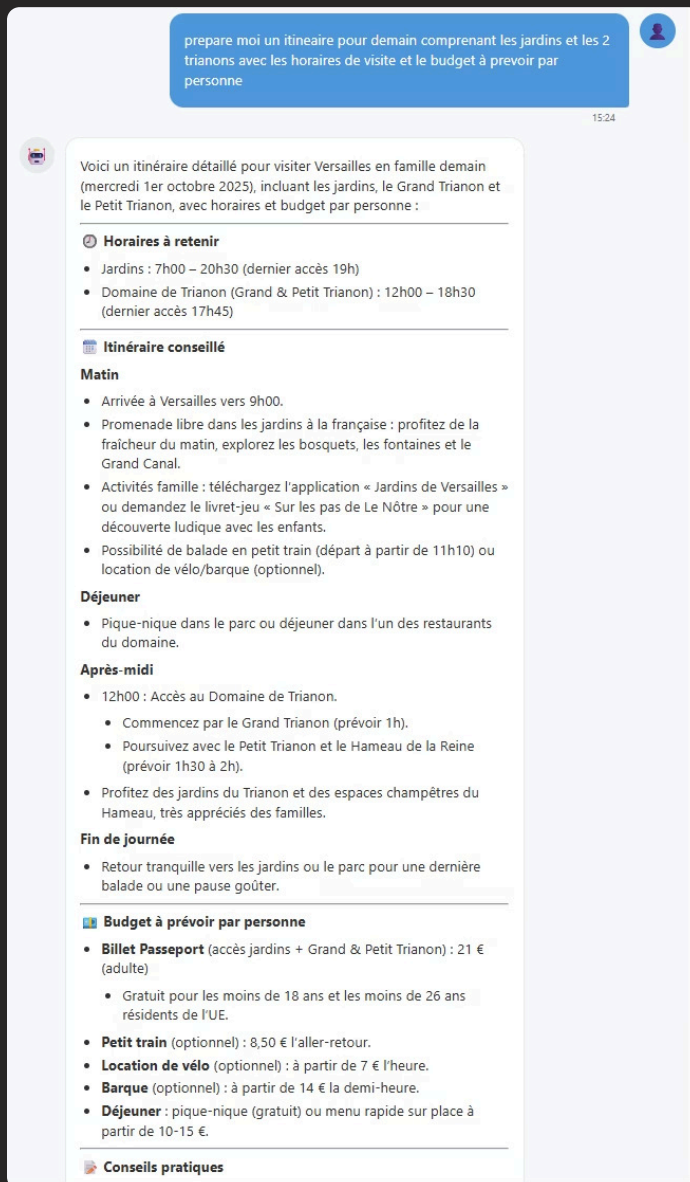 prepare moi un itineaire pour demain comprenant les jardins et les 2
trianons avec les horaires de visite et le budget à prevoir par
personne
15:24
Voici un itinéraire détaillé pour visiter Versailles en famille demain
(mercredi 1er octobre 2025), incluant les jardins, le Grand Trianon et
le Petit Trianon, avec horaires et budget par personne :
Horaires à retenir
Jardins : 7h00 – 20h30 (dernier accès 19h)
Domaine de Trianon (Grand & Petit Trianon) : 12h00 – 18h30
(dernier accès 17h45)
Itinéraire conseillé
Matin
Arrivée à Versailles vers 9h00.
Promenade libre dans les jardins à la française : profitez de la
fraîcheur du matin, explorez les bosquets, les fontaines et le
Grand Canal.
Activités famille : téléchargez l'application « Jardins de Versailles »
ou demandez le livret-jeu « Sur les pas de Le Nôtre » pour une
découverte ludique avec les enfants.
Possibilité de balade en petit train (départ à partir de 11h10) ou
location de vélo/barque (optionnel).
Déjeuner
Pique-nique dans le parc ou déjeuner dans l'un des restaurants
du domaine.
Après-midi
12h00 : Accès au Domaine de Trianon.
Commencez par le Grand Trianon (prévoir 1h).
Poursuivez avec le Petit Trianon et le Hameau de la Reine
(prévoir 1h30 à 2h).
Profitez des jardins du Trianon et des espaces champêtres du
Hameau, très appréciés des familles.
Fin de journée
Retour tranquille vers les jardins ou le parc pour une dernière
balade ou une pause goûter.
Budget à prévoir par personne
Billet Passeport (accès jardins + Grand & Petit Trianon) : 21 €
(adulte)
Gratuit pour les moins de 18 ans et les moins de 26 ans
résidents de l'UE.
Petit train (optionnel) : 8,50 € l'aller-retour.
Location de vélo (optionnel) : à partir de 7 € l'heure.
Barque (optionnel) : à partir de 14 € la demi-heure.
Déjeuner : pique-nique (gratuit) ou menu rapide sur place à
partir de 10-15 €.
Conseils pratiques